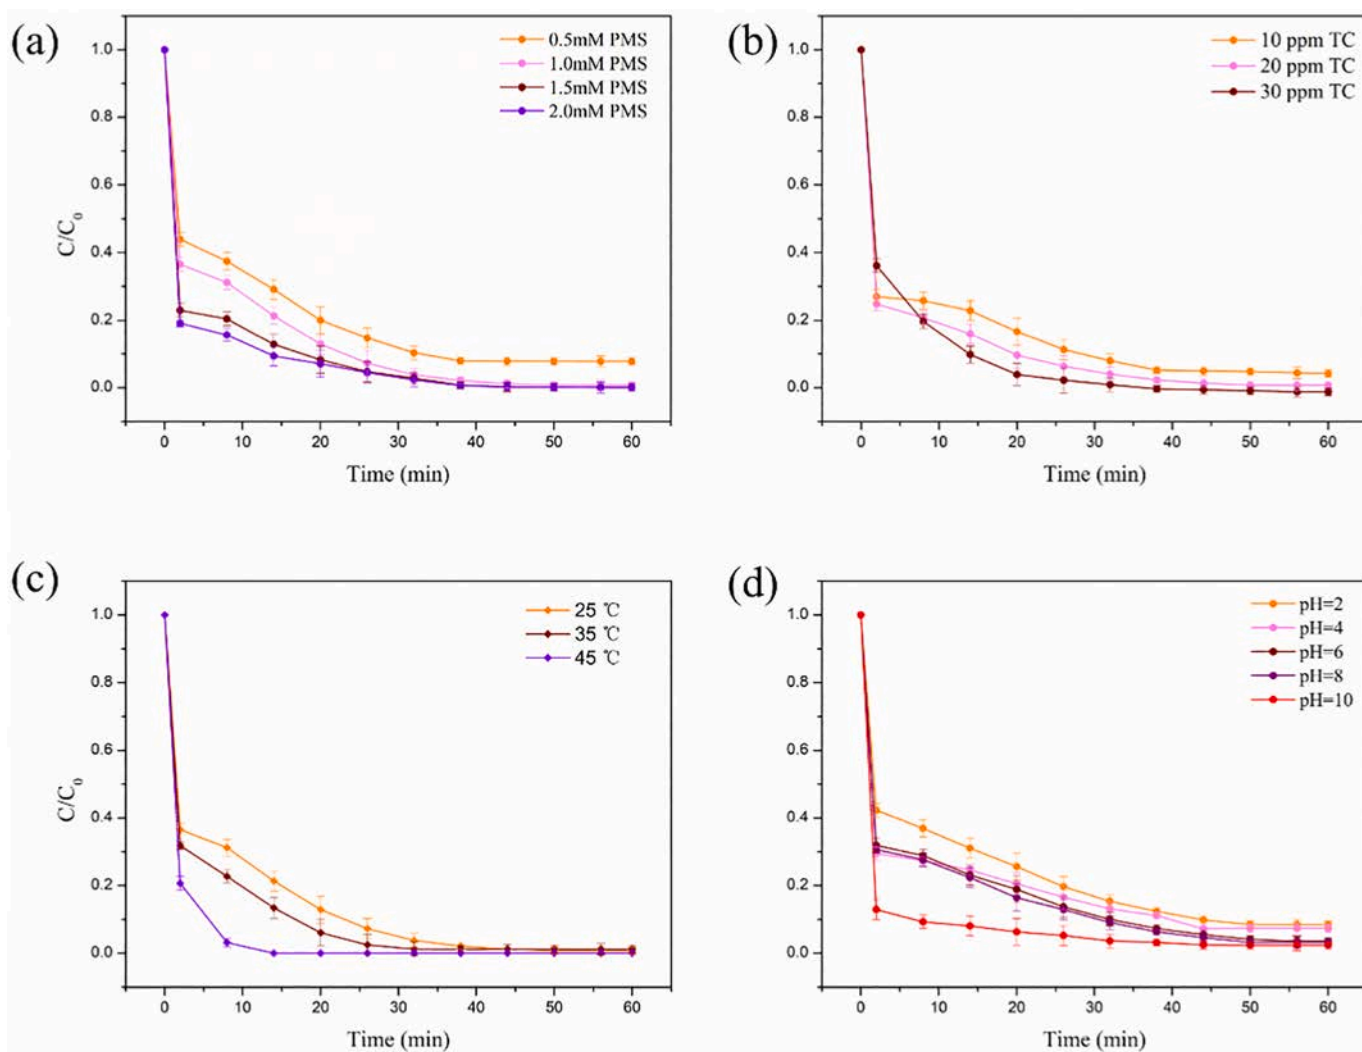 (a)
1.0
0.8
0.6
0.4
0.2
0.0
C/C0
0 10 20 30 40 50 60
Time (min)
0.5mM PMS
1.0mM PMS
1.5mM PMS
2.0mM PMS
(b)
1.0
0.8
0.6
0.4
0.2
0.0
0 10 20 30 40 50 60
Time (min)
10 ppm TC
20 ppm TC
30 ppm TC
(c)
1.0
0.8
0.6
0.4
0.2
0.0
C/C0
0 10 20 30 40 50 60
Time (min)
25 ℃
35 ℃
45 ℃
(d)
1.0
0.8
0.6
0.4
0.2
0.0
0 10 20 30 40 50 60
Time (min)
pH=2
pH=4
pH=6
pH=8
pH=10